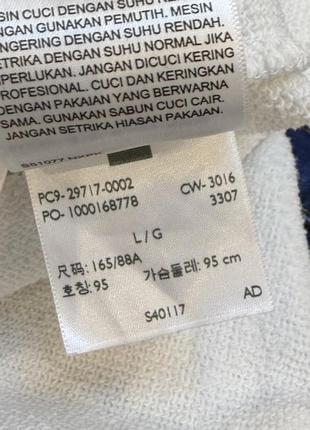 MESIN CUCI DENGAN SUHU
DENGAN GUNAKAN PEMUTIH. MESIN
PENGERING DENGAN SUHU RENDAH.
SETRIKA DENGAN SUHU NORMAL JIKA
DIPERLUKAN. JANGAN DICUCI KERING
PROFESIONAL. CUCI DAN KERINGKAN
DENGAN PAKAIAN YANG BERWARNA
SAMA. GUNAKAN SABUN CUCI CAIR.
JANGAN SETRIKA HIASAN PAKAIAN.
PC9-29717-0002 CW-3016
PO-1000168778 3307
L/G
尺码: 165/88A 가슴둘레: 95 cm
호칭: 95
S40117 AD